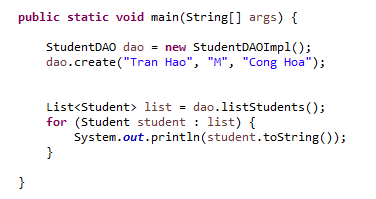 public static void main(String[] args) {
StudentDAO dao = new StudentDAOImpl();
dao.create("Tran Hao", "M", "Cong Hoa");
List<Student> list = dao.listStudents();
for (Student student : list) {
System.out.println(student.toString());
}
}